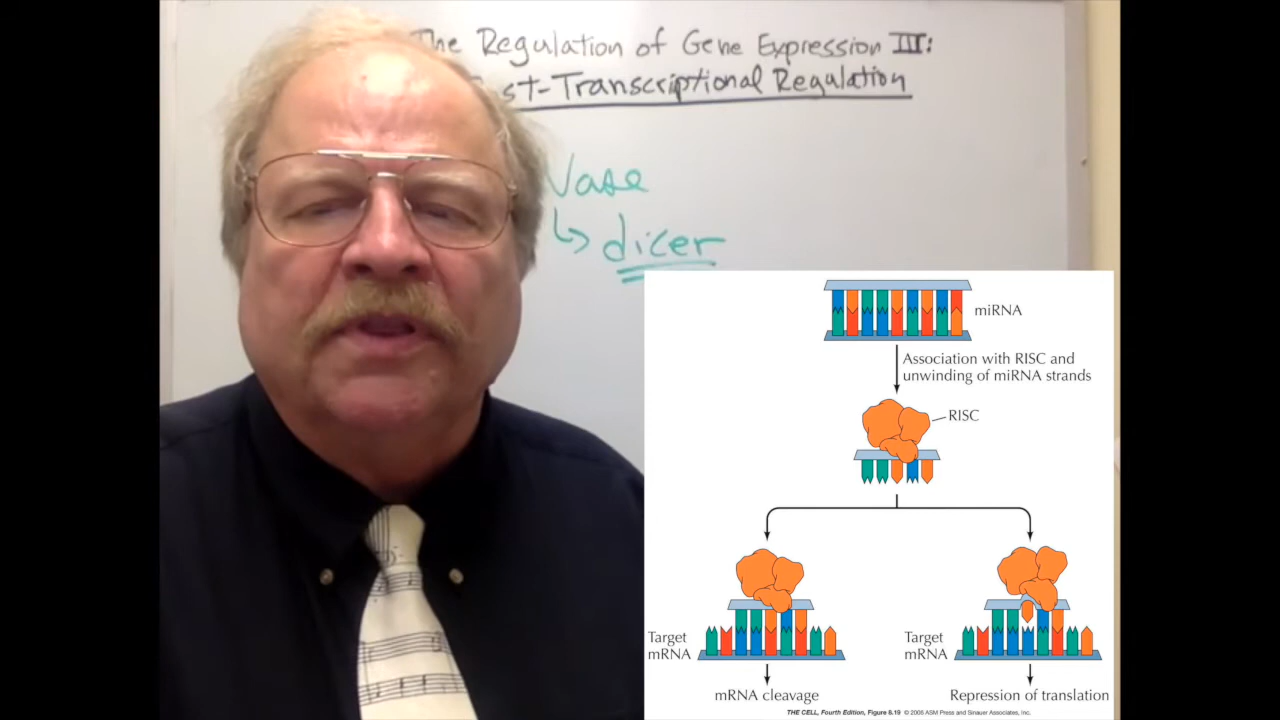 The Regulation of Gene Expression III:
st-Transcriptional Regulation
dicer
miRNA
Association with RISC and
unwinding of miRNA strands
RISC
Target
mRNA
mRNA cleavage
Target
mRNA
Repression of translation
THE CELL, Fourth Edition, Figure 8.19 © 2006 ASM Press and Sinauer Associates, Inc.